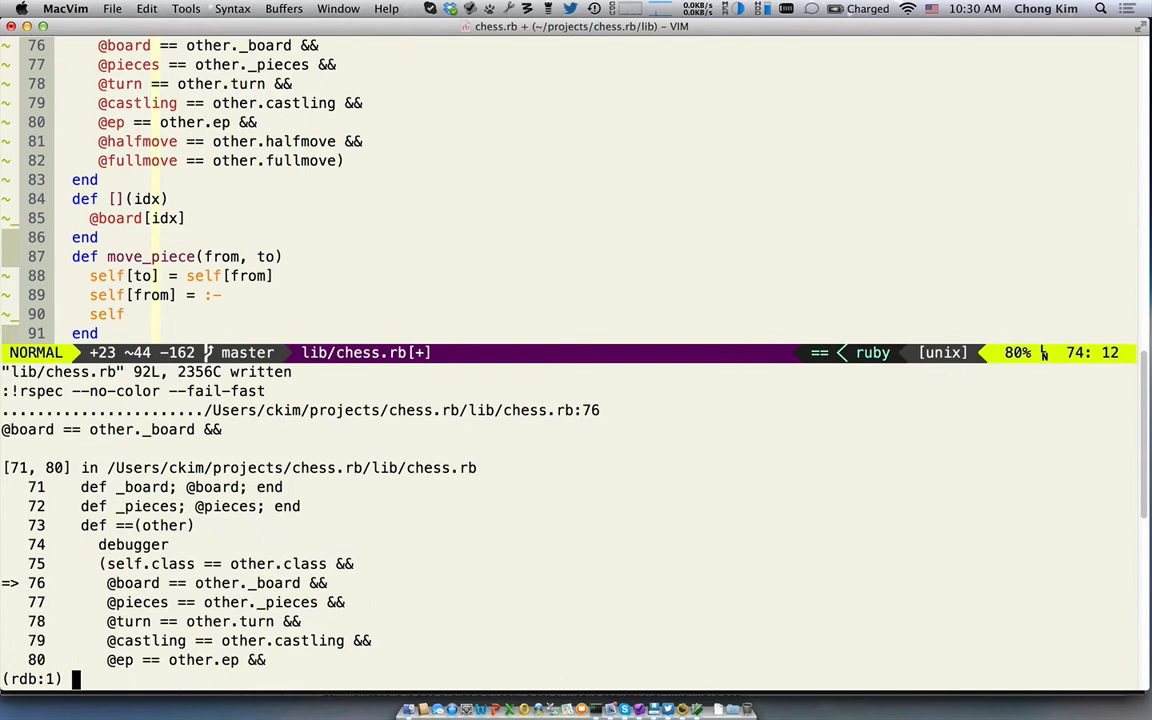 MacVim File Edit Tools Syntax Buffers Window Help 0.0KB/s 0.0KB/s Charged 10:30 AM Chong Kim
chess.rb + (~/projects/chess.rb/lib) – VIM
~ 76 @board == other._board &&
~ 77 @pieces == other._pieces &&
~ 78 @turn == other.turn &&
~ 79 @castling == other.castling &&
~ 80 @ep == other.ep &&
~ 81 @halfmove == other.halfmove &&
~ 82 @fullmove == other.fullmove)
83 end
84 def [](idx)
~_ 85 @board[idx]
86 end
87 def move_piece(from, to)
~ 88 self[to] = self[from]
~ 89 self[from] = :-
~_ 90 self
91 end
NORMAL +23 ~44 -162 master lib/chess.rb[+] == ruby [unix] 80% LN 74: 12
"lib/chess.rb" 92L, 2356C written
:!rspec --no-color --fail-fast
......................./Users/ckim/projects/chess.rb/lib/chess.rb:76
@board == other._board &&
[71, 80] in /Users/ckim/projects/chess.rb/lib/chess.rb
71 def _board; @board; end
72 def _pieces; @pieces; end
73 def ==(other)
74 debugger
75 (self.class == other.class &&
=> 76 @board == other._board &&
77 @pieces == other._pieces &&
78 @turn == other.turn &&
79 @castling == other.castling &&
80 @ep == other.ep &&
(rdb:1)